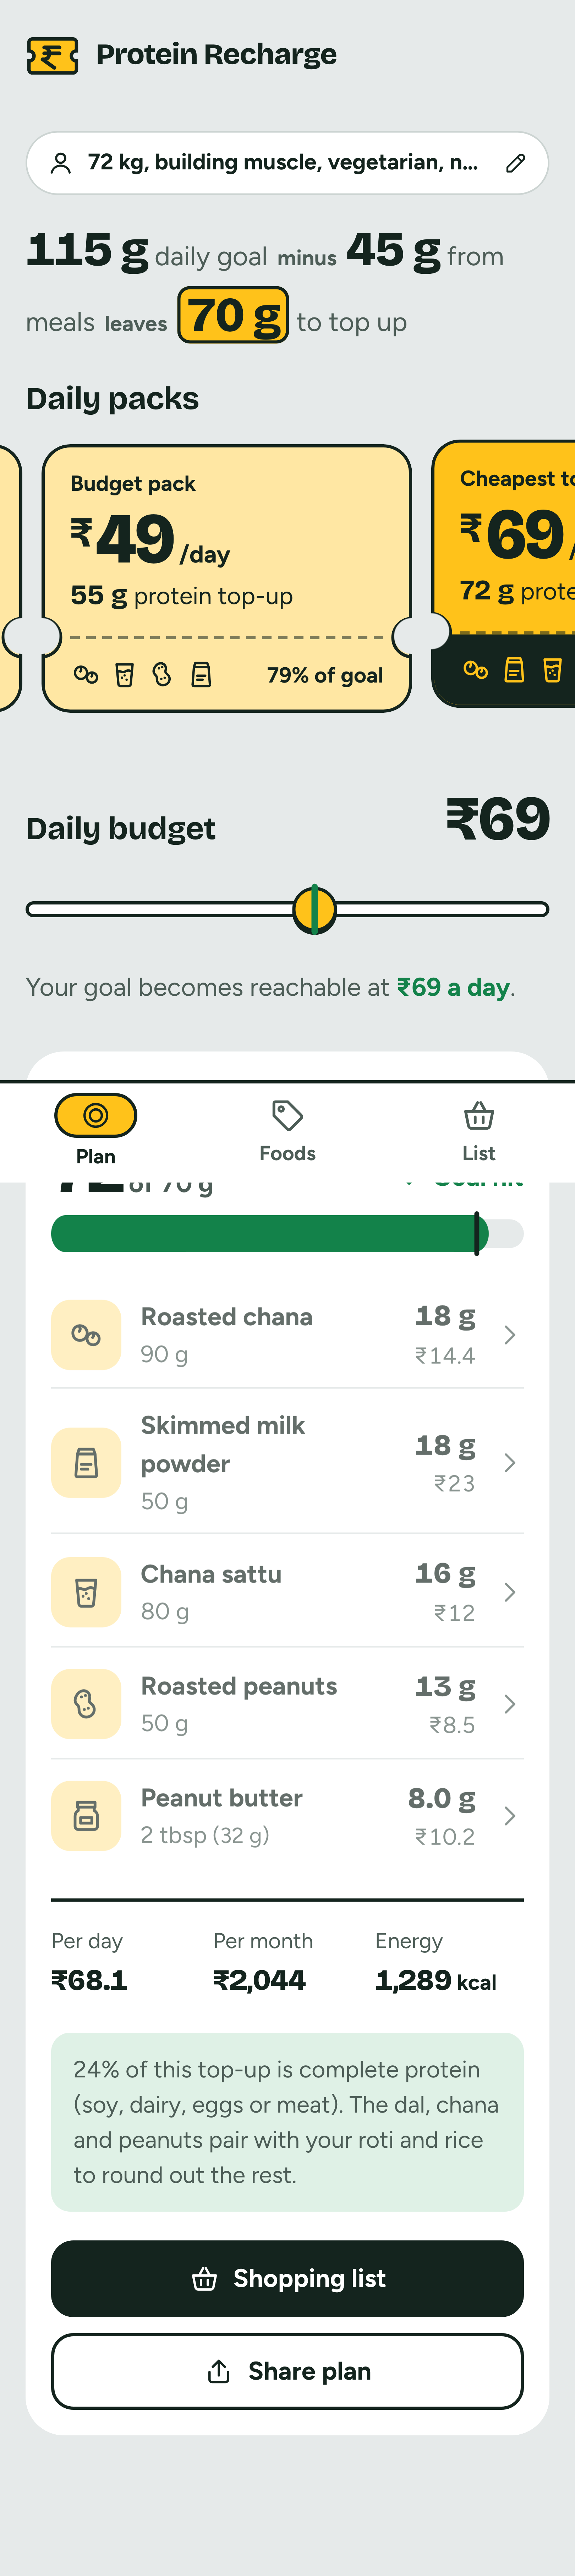 Protein Recharge
72 kg, building muscle, vegetarian, n...
115 g daily goal minus 45 g from
meals leaves 70 g to top up
Daily packs
Budget pack
₹49 /day
55 g protein top-up
79% of goal
Cheapest
₹69/
72 g
Daily budget
₹69
Your goal becomes reachable at ₹69 a day.
Plan
Foods
List
72 of 70 g
Goal hit
Roasted chana
18 g
90 g
₹14.4
Skimmed milk
powder
18 g
50 g
₹23
Chana sattu
16 g
80 g
₹12
Roasted peanuts
13 g
50 g
₹8.5
Peanut butter
8.0 g
2 tbsp (32 g)
₹10.2
Per day
Per month
Energy
₹68.1
₹2,044
1,289 kcal
24% of this top-up is complete protein
(soy, dairy, eggs or meat). The dal, chana
and peanuts pair with your roti and rice
to round out the rest.
Shopping list
Share plan